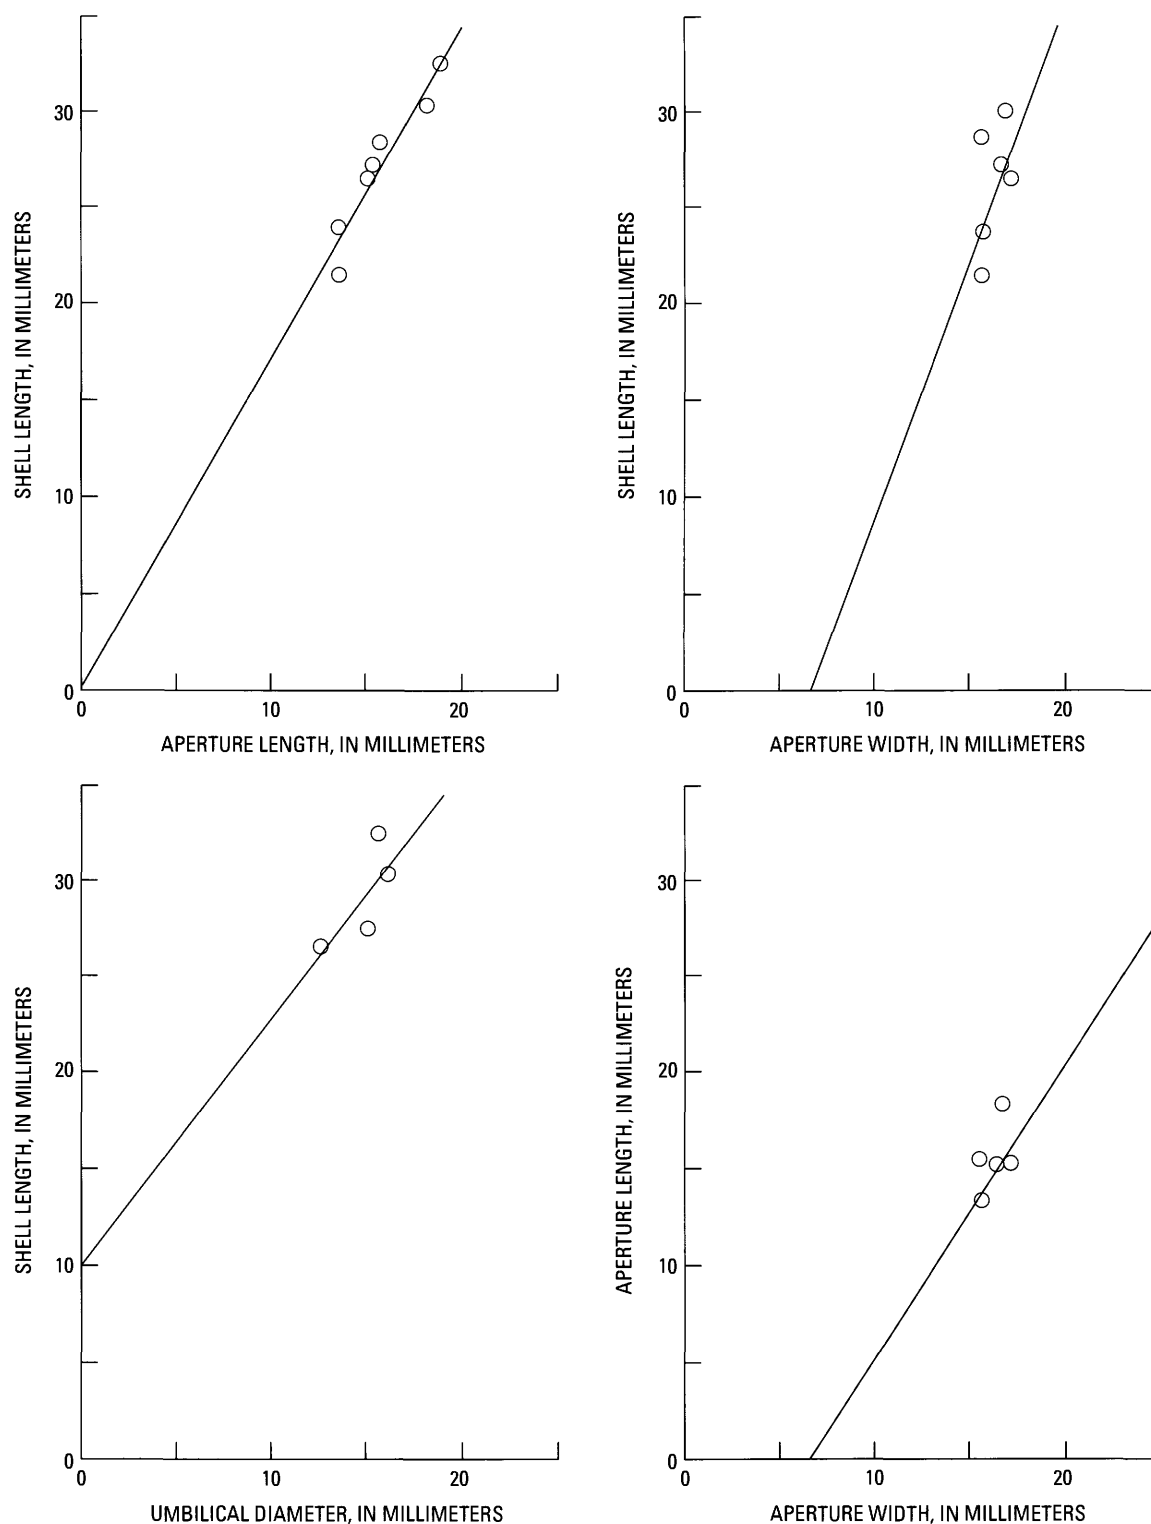 30
20
10
0
SHELL LENGTH, IN MILLIMETERS
0 10 20
APERTURE LENGTH, IN MILLIMETERS
30
20
10
0
SHELL LENGTH, IN MILLIMETERS
0 10 20
APERTURE WIDTH, IN MILLIMETERS
30
20
10
0
SHELL LENGTH, IN MILLIMETERS
0 10 20
UMBILICAL DIAMETER, IN MILLIMETERS
30
20
10
0
APERTURE LENGTH, IN MILLIMETERS
0 10 20
APERTURE WIDTH, IN MILLIMETERS